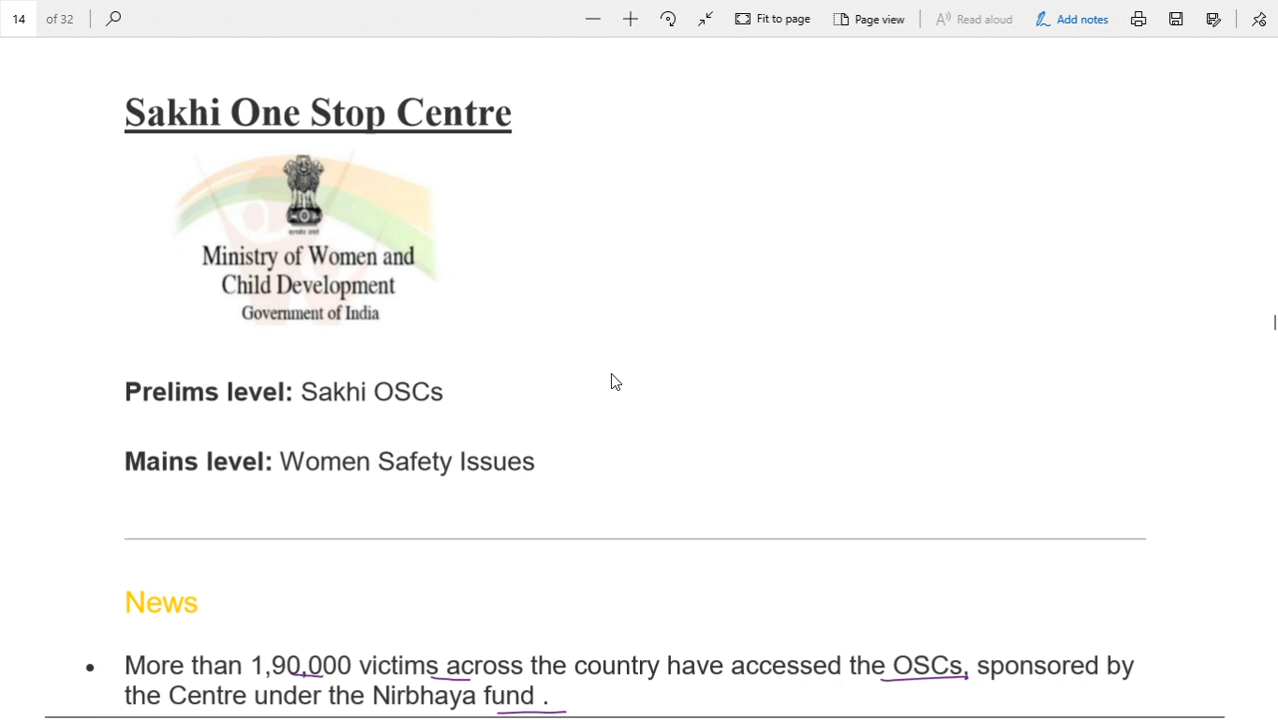 14 of 32 Fit to page Page view Read aloud Add notes
Sakhi One Stop Centre
Ministry of Women and
Child Development
Government of India
Prelims level: Sakhi OSCs
Mains level: Women Safety Issues
News
• More than 1,90,000 victims across the country have accessed the OSCs, sponsored by
the Centre under the Nirbhaya fund .